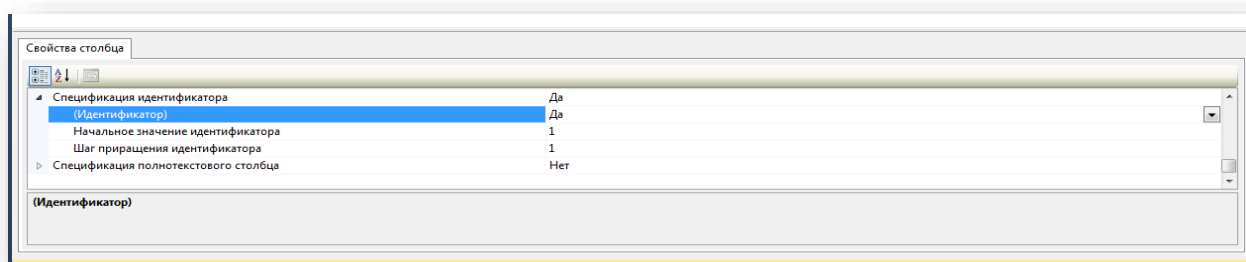 Свойства столбца
Спецификация идентификатора Да
(Идентификатор) Да
Начальное значение идентификатора 1
Шаг приращения идентификатора 1
Спецификация полнотекстового столбца Нет
(Идентификатор)